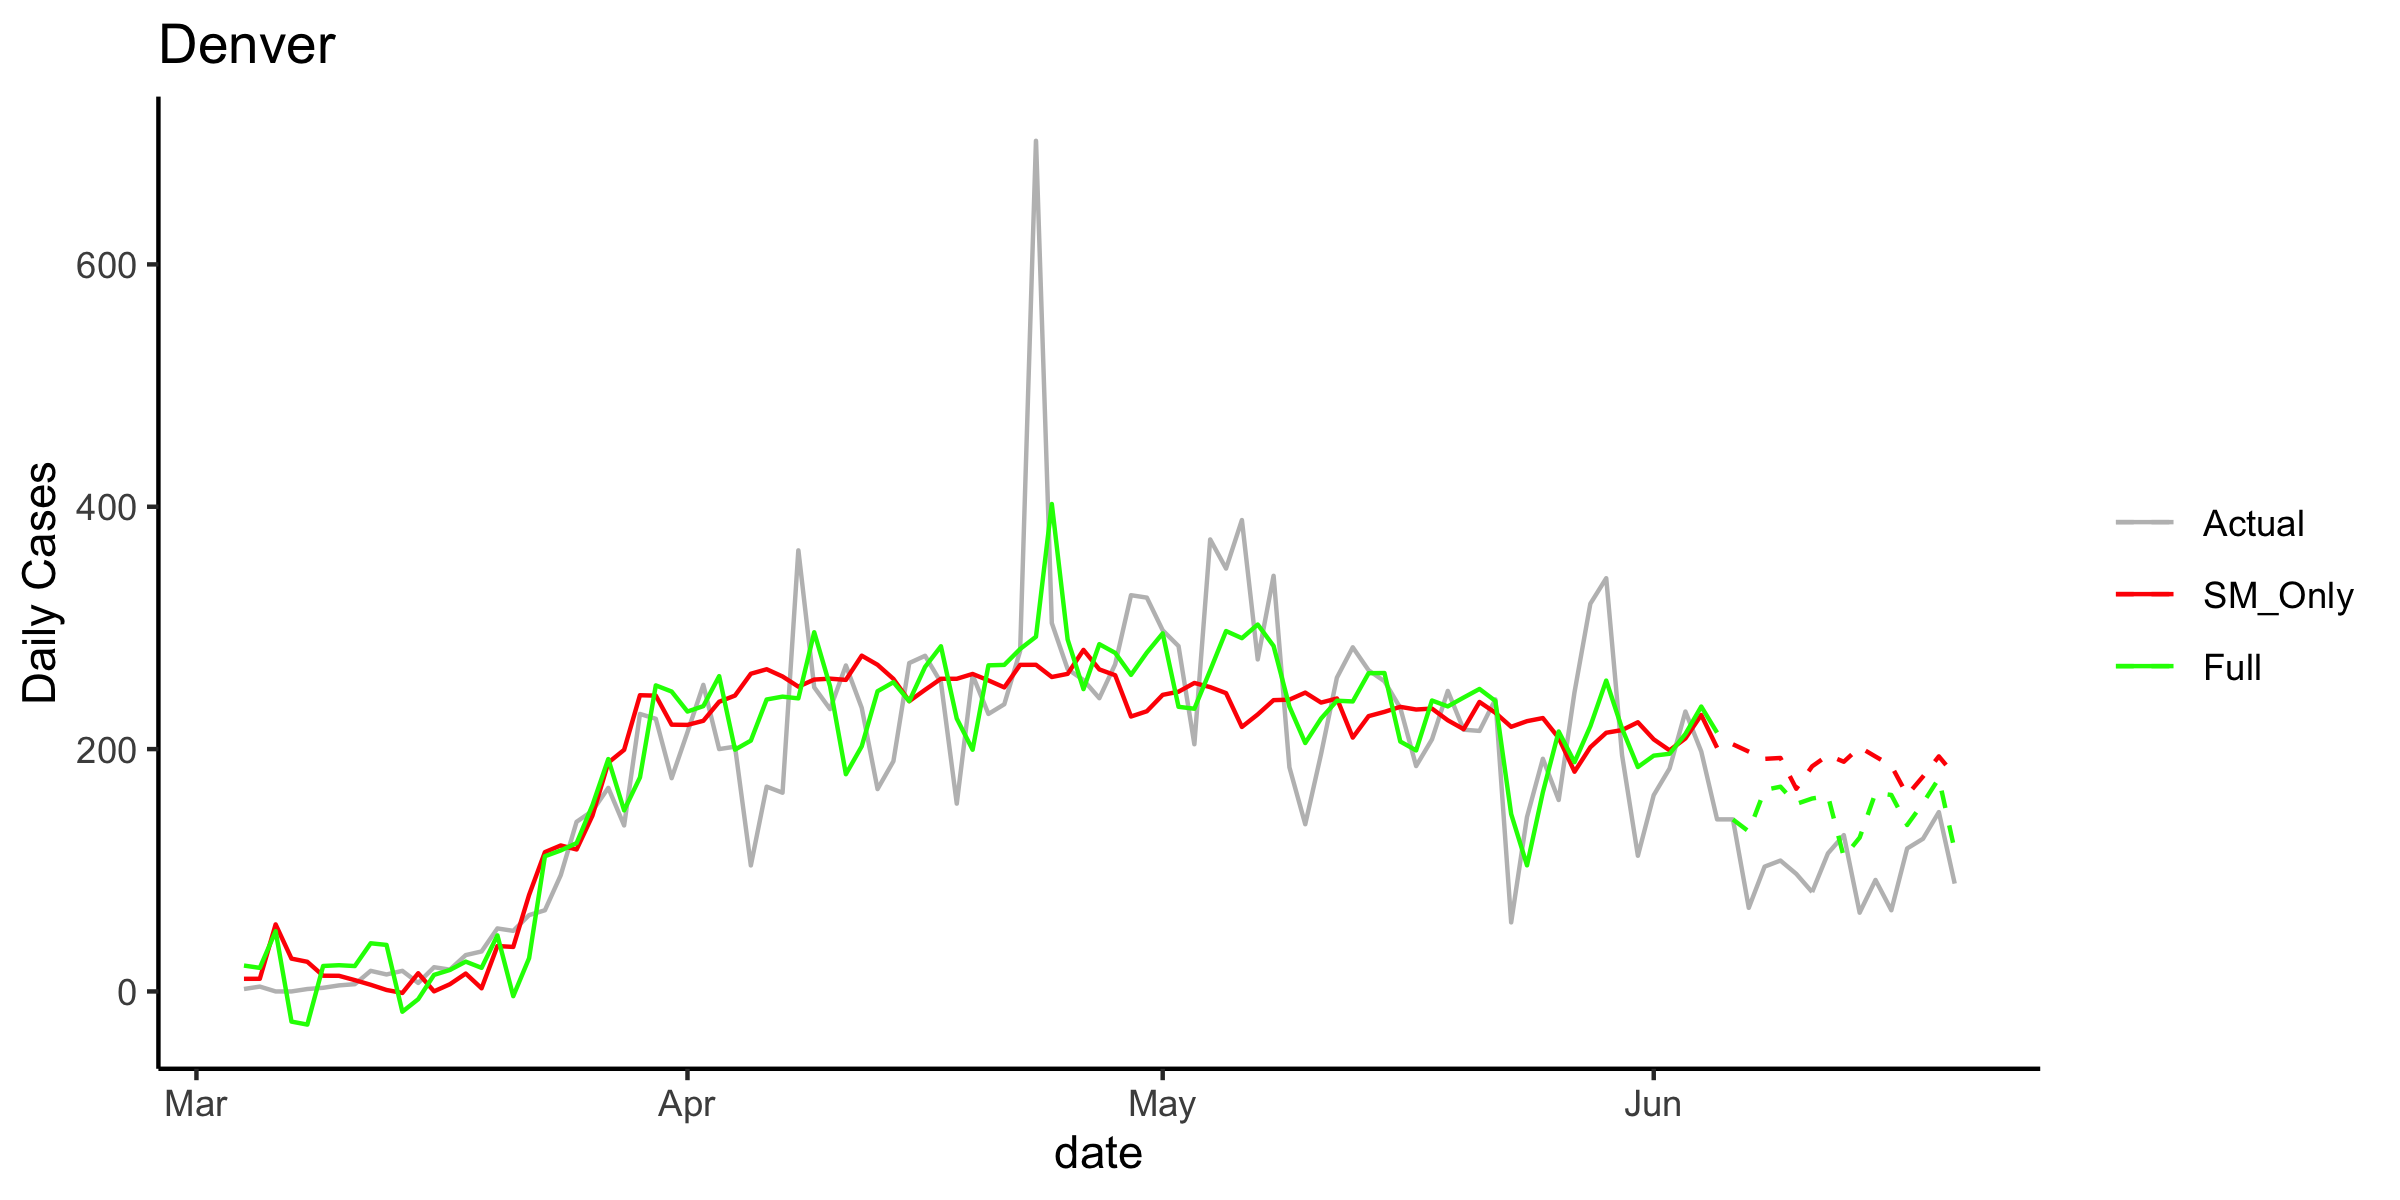 Denver
Daily Cases
600
400
200
0
Mar
Apr
May
Jun
date
Actual
SM_Only
Full